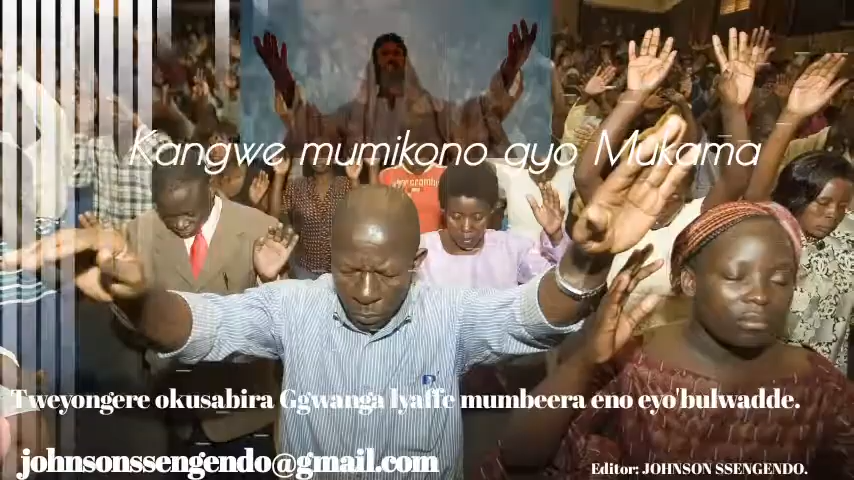 Kangwe mumikono gyo Mukama
Tweyongere okusabira Ggwanga lyaffe mumbeera eno eyo'bulwadde.
johnsonssengendo@gmail.com
Editor: JOHNSON SSENGENDO.